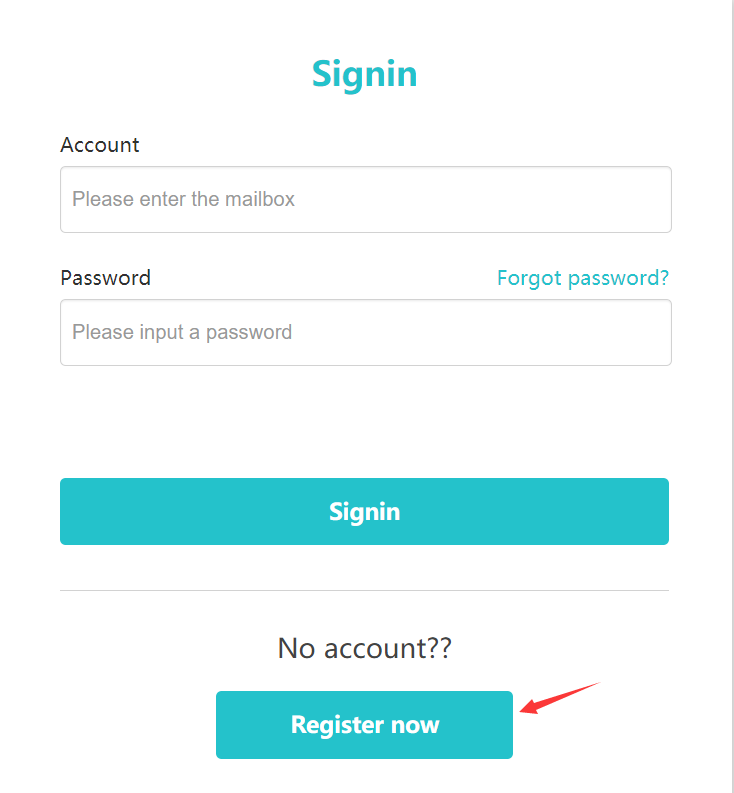 Signin
Account
Please enter the mailbox
Password Forgot password?
Please input a password
Signin
No account??
Register now